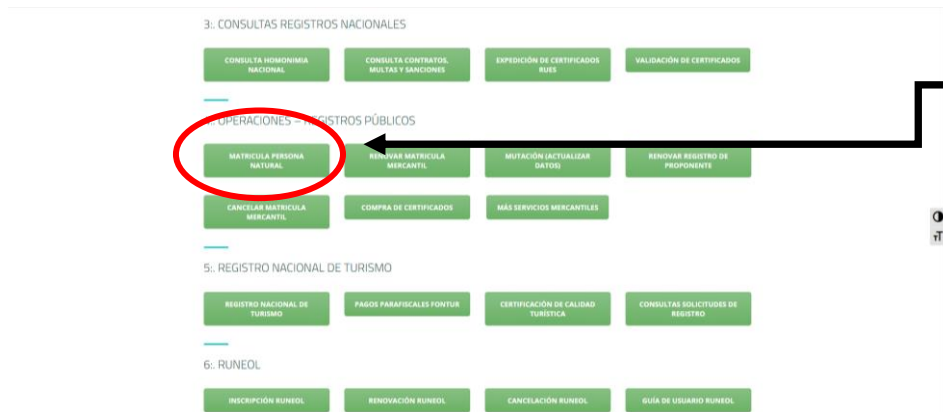 3:. CONSULTAS REGISTROS NACIONALES
CONSULTA HOMONIMIA
NACIONAL
CONSULTA CONTRATOS,
MULTAS Y SANCIONES
EXPEDICIÓN DE CERTIFICADOS
RUES
VALIDACIÓN DE CERTIFICADOS
OPERACIONES – REGISTROS PÚBLICOS
MATRICULA PERSONA
NATURAL
RENOVAR MATRICULA
MERCANTIL
MUTACIÓN (ACTUALIZAR
DATOS)
RENOVAR REGISTRO DE
PROPONENTE
CANCELAR MATRICULA
MERCANTIL
COMPRA DE CERTIFICADOS
MÁS SERVICIOS MERCANTILES
5:. REGISTRO NACIONAL DE TURISMO
REGISTRO NACIONAL DE
TURISMO
PAGOS PARAFISCALES FONTUR
CERTIFICACIÓN DE CALIDAD
TURÍSTICA
CONSULTAS SOLICITUDES DE
REGISTRO
6:. RUNEOL
INSCRIPCIÓN RUNEOL
RENOVACIÓN RUNEOL
CANCELACIÓN RUNEOL
GUÍA DE USUARIO RUNEOL